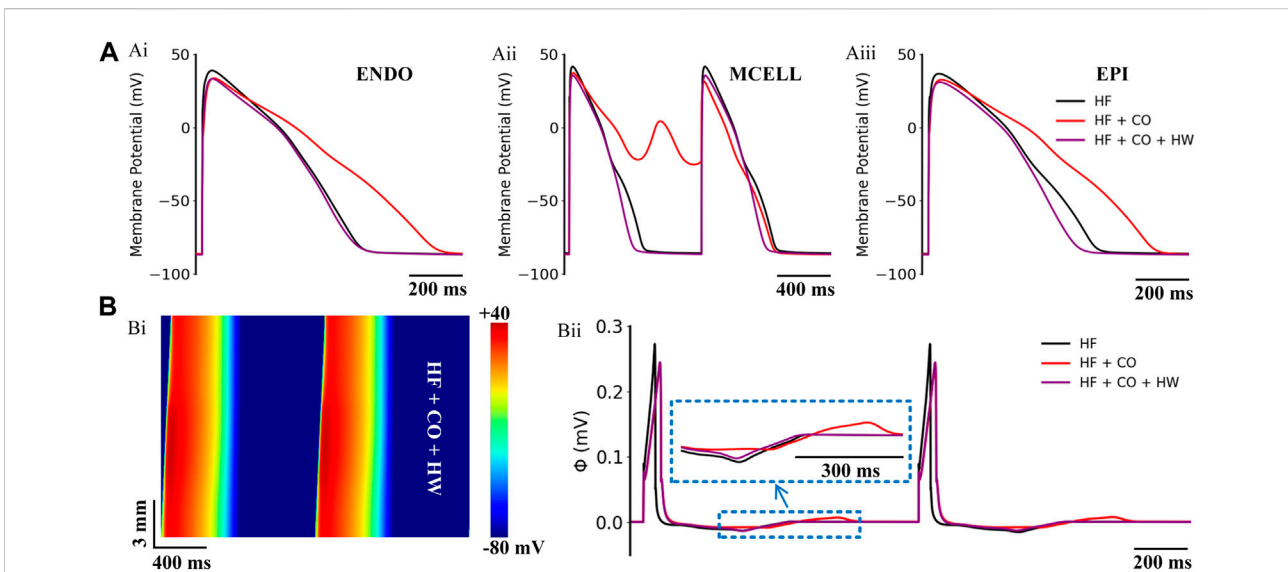 A
Ai
50
0
−50
−100
Membrane Potential (mV)
ENDO
200 ms
Aii
50
0
−50
−100
Membrane Potential (mV)
MCELL
400 ms
Aiii
50
0
−50
−100
Membrane Potential (mV)
EPI
HF
HF + CO
HF + CO + HW
200 ms
B
Bi
HF + CO + HW
+40
-80 mV
3 mm
400 ms
Bii
0.3
0.2
0.1
0.0
Φ (mV)
HF
HF + CO
HF + CO + HW
300 ms
200 ms